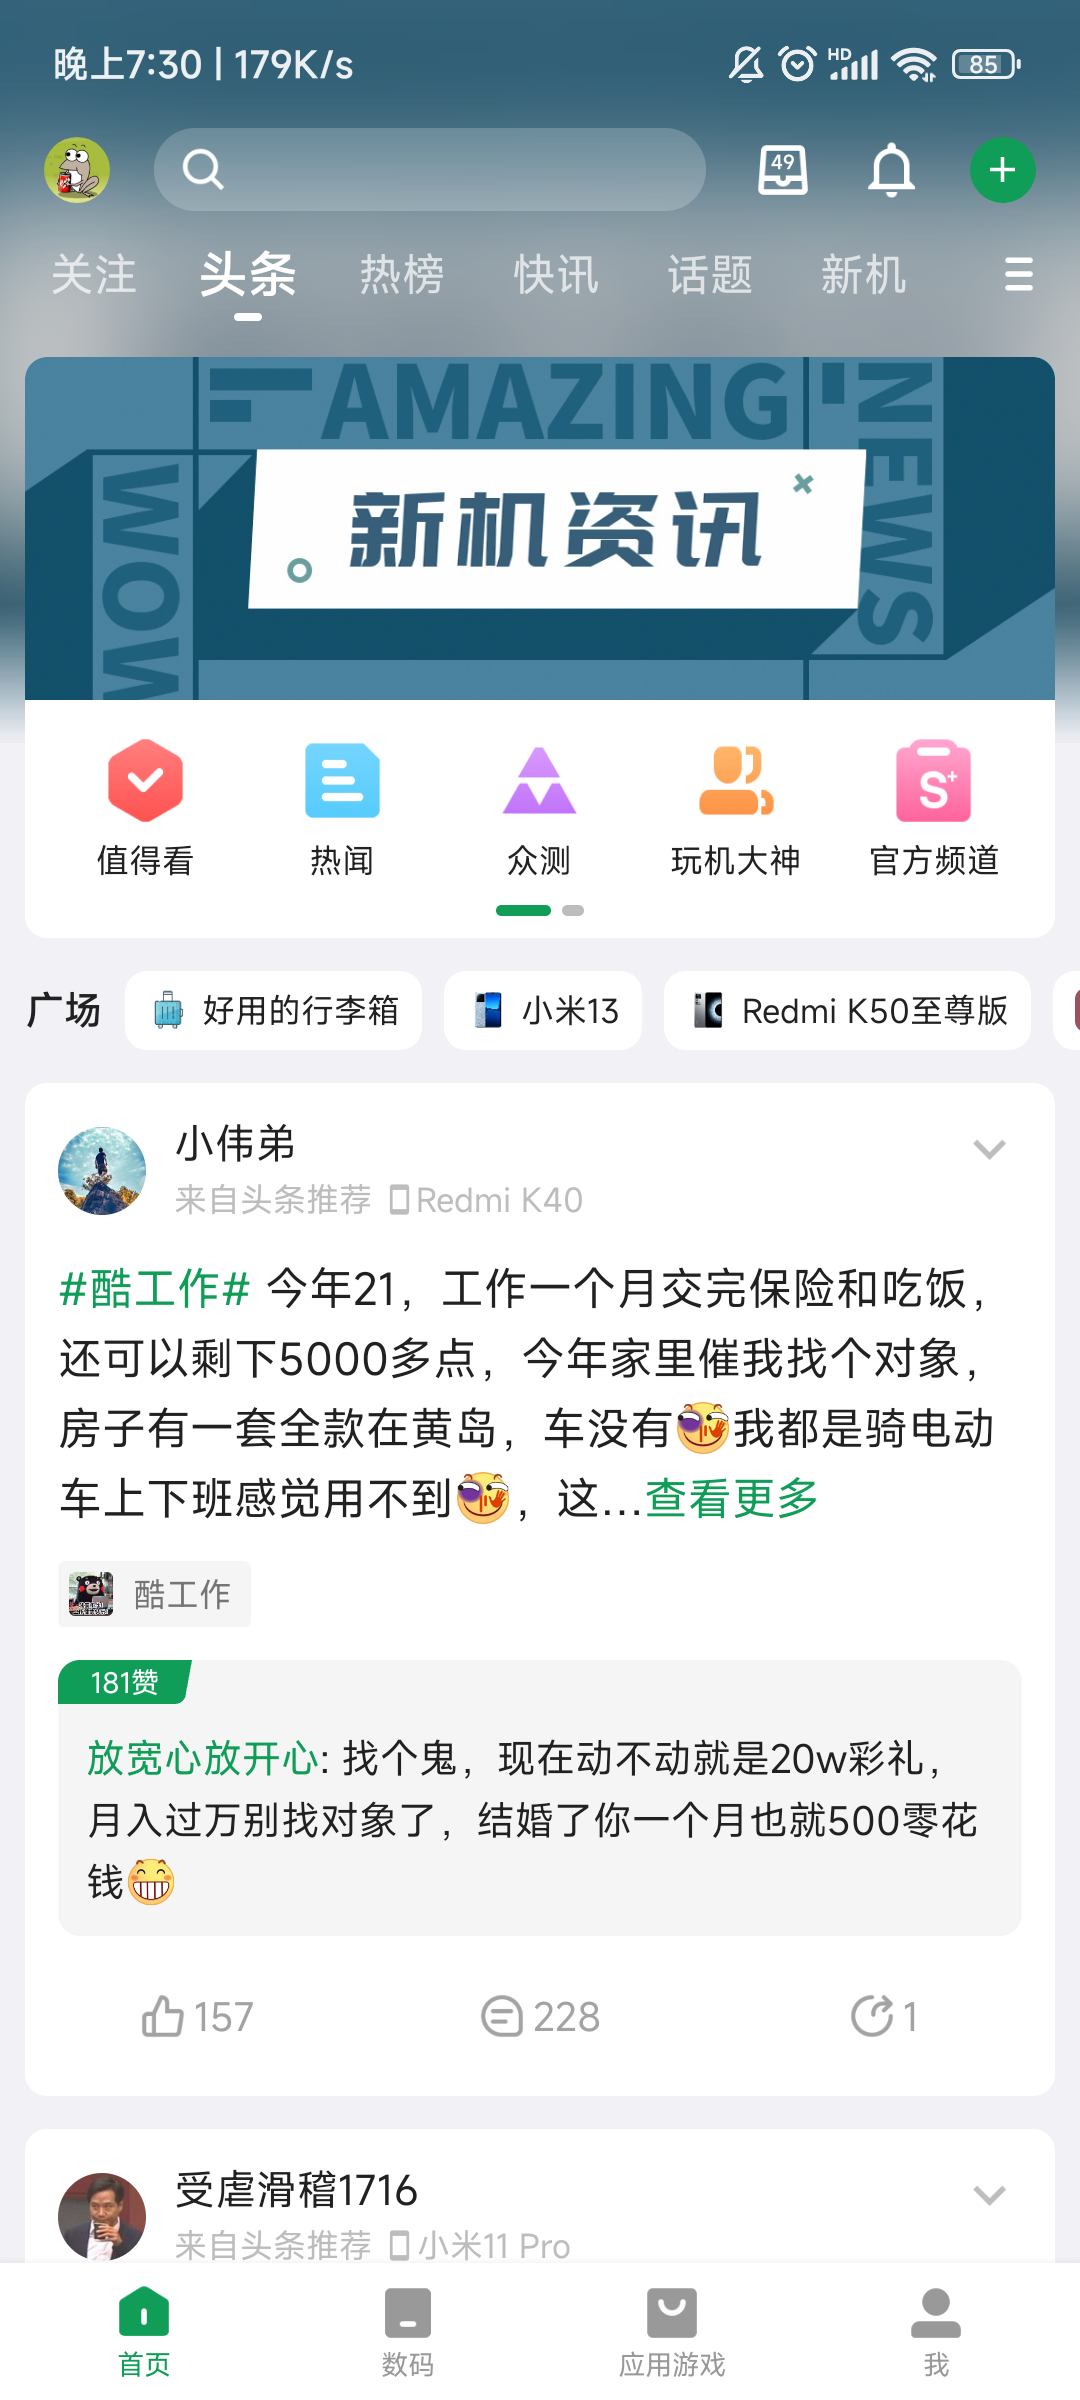 晚上7:30 | 179K/s
HD
85
49
关注 头条 热榜 快讯 话题 新机
AMAZING
NEWS
WOW
新机资讯
值得看 热闻 众测 玩机大神 官方频道
S+
广场 好用的行李箱 小米13 Redmi K50至尊版
小伟弟
来自头条推荐 Redmi K40
#酷工作# 今年21，工作一个月交完保险和吃饭，
还可以剩下5000多点，今年家里催我找个对象，
房子有一套全款在黄岛，车没有我都是骑电动
车上下班感觉用不到，这...查看更多
酷工作
181赞
放宽心放开心: 找个鬼，现在动不动就是20w彩礼，
月入过万别找对象了，结婚了你一个月也就500零花
钱
157 228 1
受虐滑稽1716
来自头条推荐 小米11 Pro
首页 数码 应用游戏 我